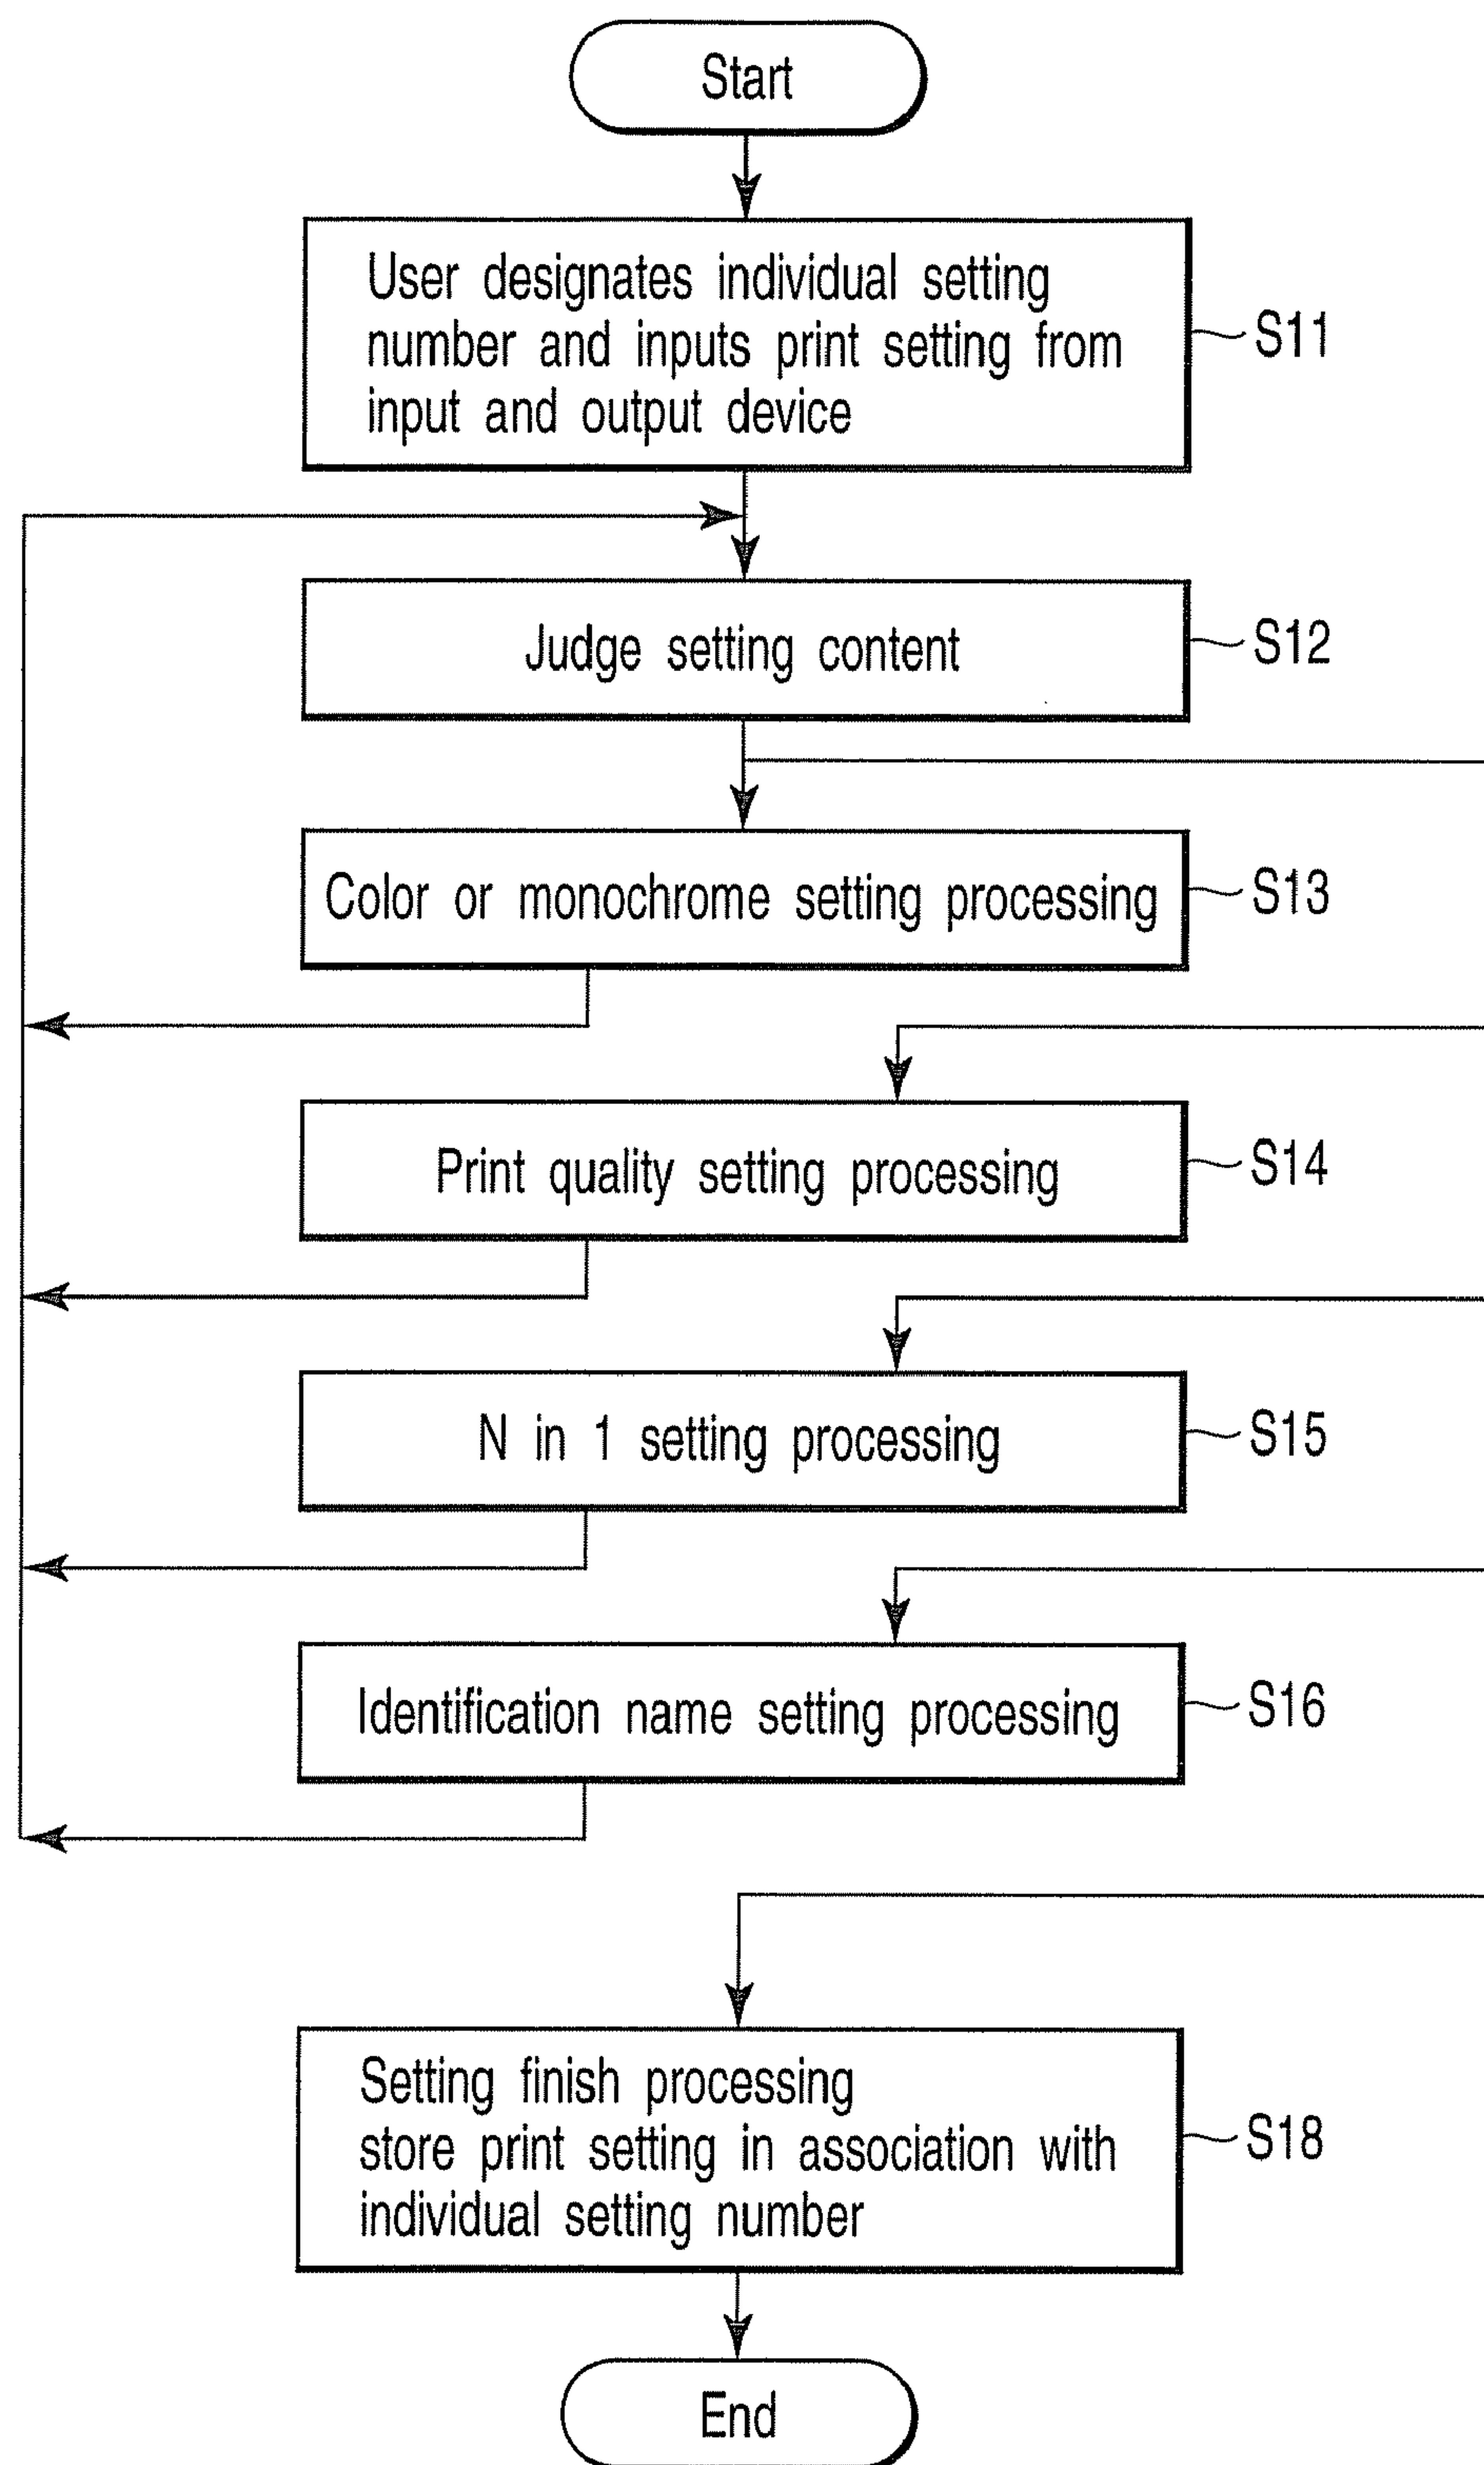 Start
User designates individual setting
number and inputs print setting from
input and output device
S11
Judge setting content
S12
Color or monochrome setting processing
S13
Print quality setting processing
S14
N in 1 setting processing
S15
Identification name setting processing
S16
Setting finish processing
store print setting in association with
individual setting number
S18
End